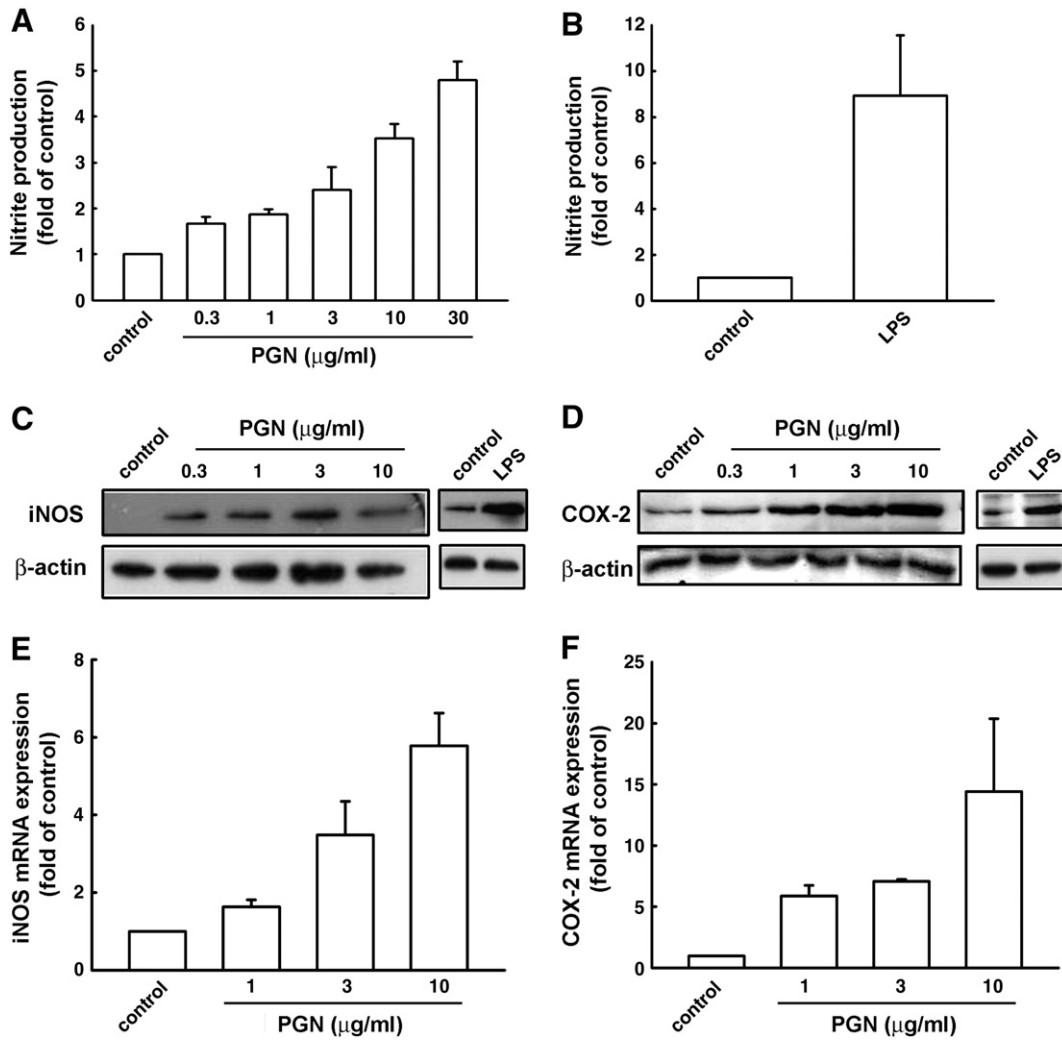 A
Nitrite production
(fold of control)
6
5
4
3
2
1
0
control
0.3 1 3 10 30
PGN (μg/ml)
B
Nitrite production
(fold of control)
12
10
8
6
4
2
0
control
LPS
C
control
PGN (μg/ml)
0.3 1 3 10
control
LPS
iNOS
β-actin
D
control
PGN (μg/ml)
0.3 1 3 10
control
LPS
COX-2
β-actin
E
iNOS mRNA expression
(fold of control)
8
6
4
2
0
control
1 3 10
PGN (μg/ml)
F
COX-2 mRNA expression
(fold of control)
25
20
15
10
5
0
control
1 3 10
PGN (μg/ml)